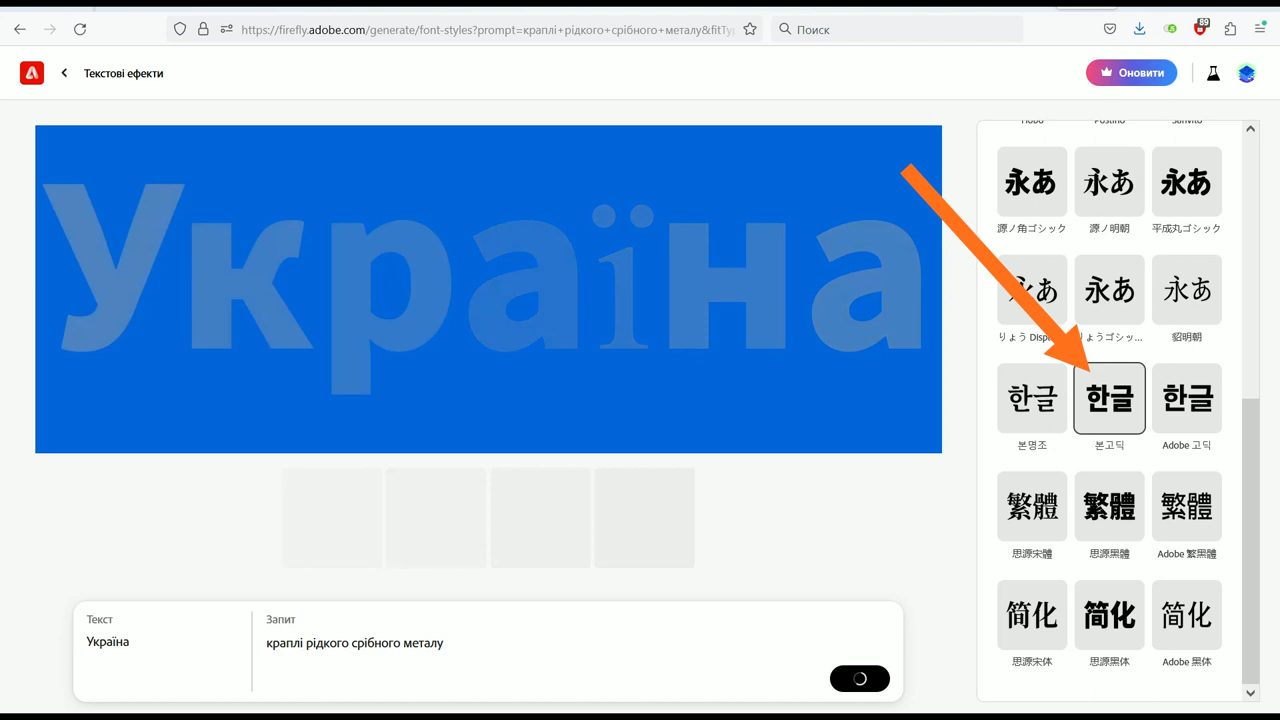 https://firefly.adobe.com/generate/font-styles?prompt=краплі+рідкого+срібного+металу&fitTy
Поиск
69
Текстові ефекти
Оновити
Україна
Hobo Postino Sanvito
永あ 永あ 永あ
源ノ角ゴシック 源ノ明朝 平成丸ゴシック
永あ 永あ 永あ
りょう Disp りょうゴシッ... 貂明朝
한글 한글 한글
본명조 본고딕 Adobe 고딕
繁體 繁體 繁體
思源宋體 思源黑體 Adobe 繁黑體
简化 简化 简化
思源宋体 思源黑体 Adobe 黑体
Текст
Україна
Запит
краплі рідкого срібного металу